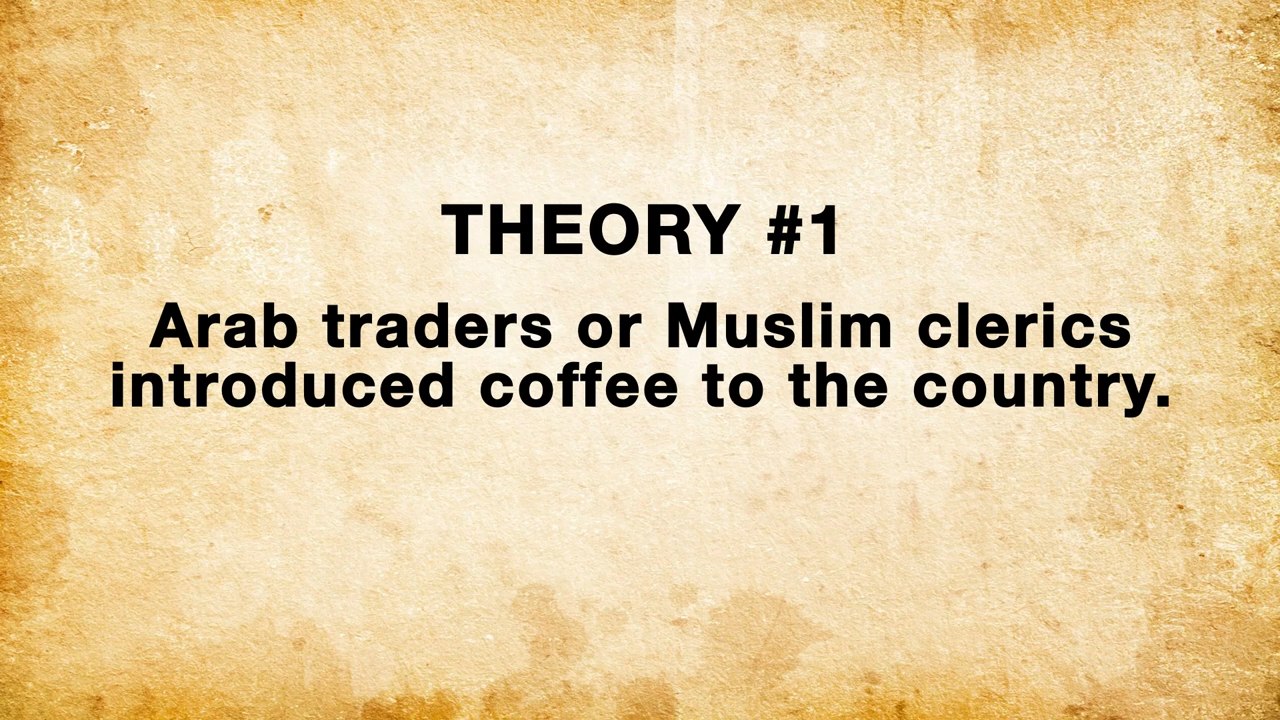 THEORY #1
Arab traders or Muslim clerics
introduced coffee to the country.